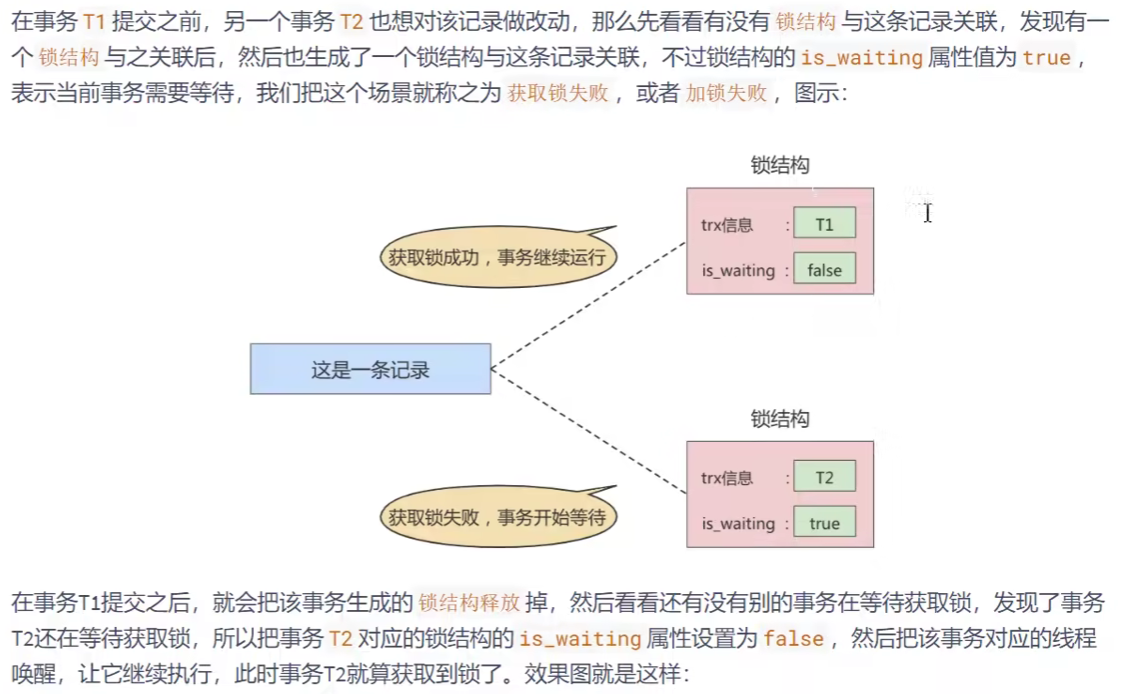 在事务 T1 提交之前，另一个事务 T2 也想对该记录做改动，那么先看看有没有 锁结构 与这条记录关联，发现有一
个 锁结构 与之关联后，然后也生成了一个锁结构与这条记录关联，不过锁结构的 is_waiting 属性值为 true ，
表示当前事务需要等待，我们把这个场景就称之为 获取锁失败 ，或者 加锁失败 ，图示：
锁结构
trx信息 : T1
is_waiting : false
获取锁成功，事务继续运行
这是一条记录
锁结构
trx信息 : T2
is_waiting : true
获取锁失败，事务开始等待
在事务T1提交之后，就会把该事务生成的 锁结构释放 掉，然后看看还有没有别的事务在等待获取锁，发现了事务
T2还在等待获取锁，所以把事务 T2 对应的锁结构的 is_waiting 属性设置为 false ，然后把该事务对应的线程
唤醒，让它继续执行，此时事务T2就算获取到锁了。效果图就是这样：